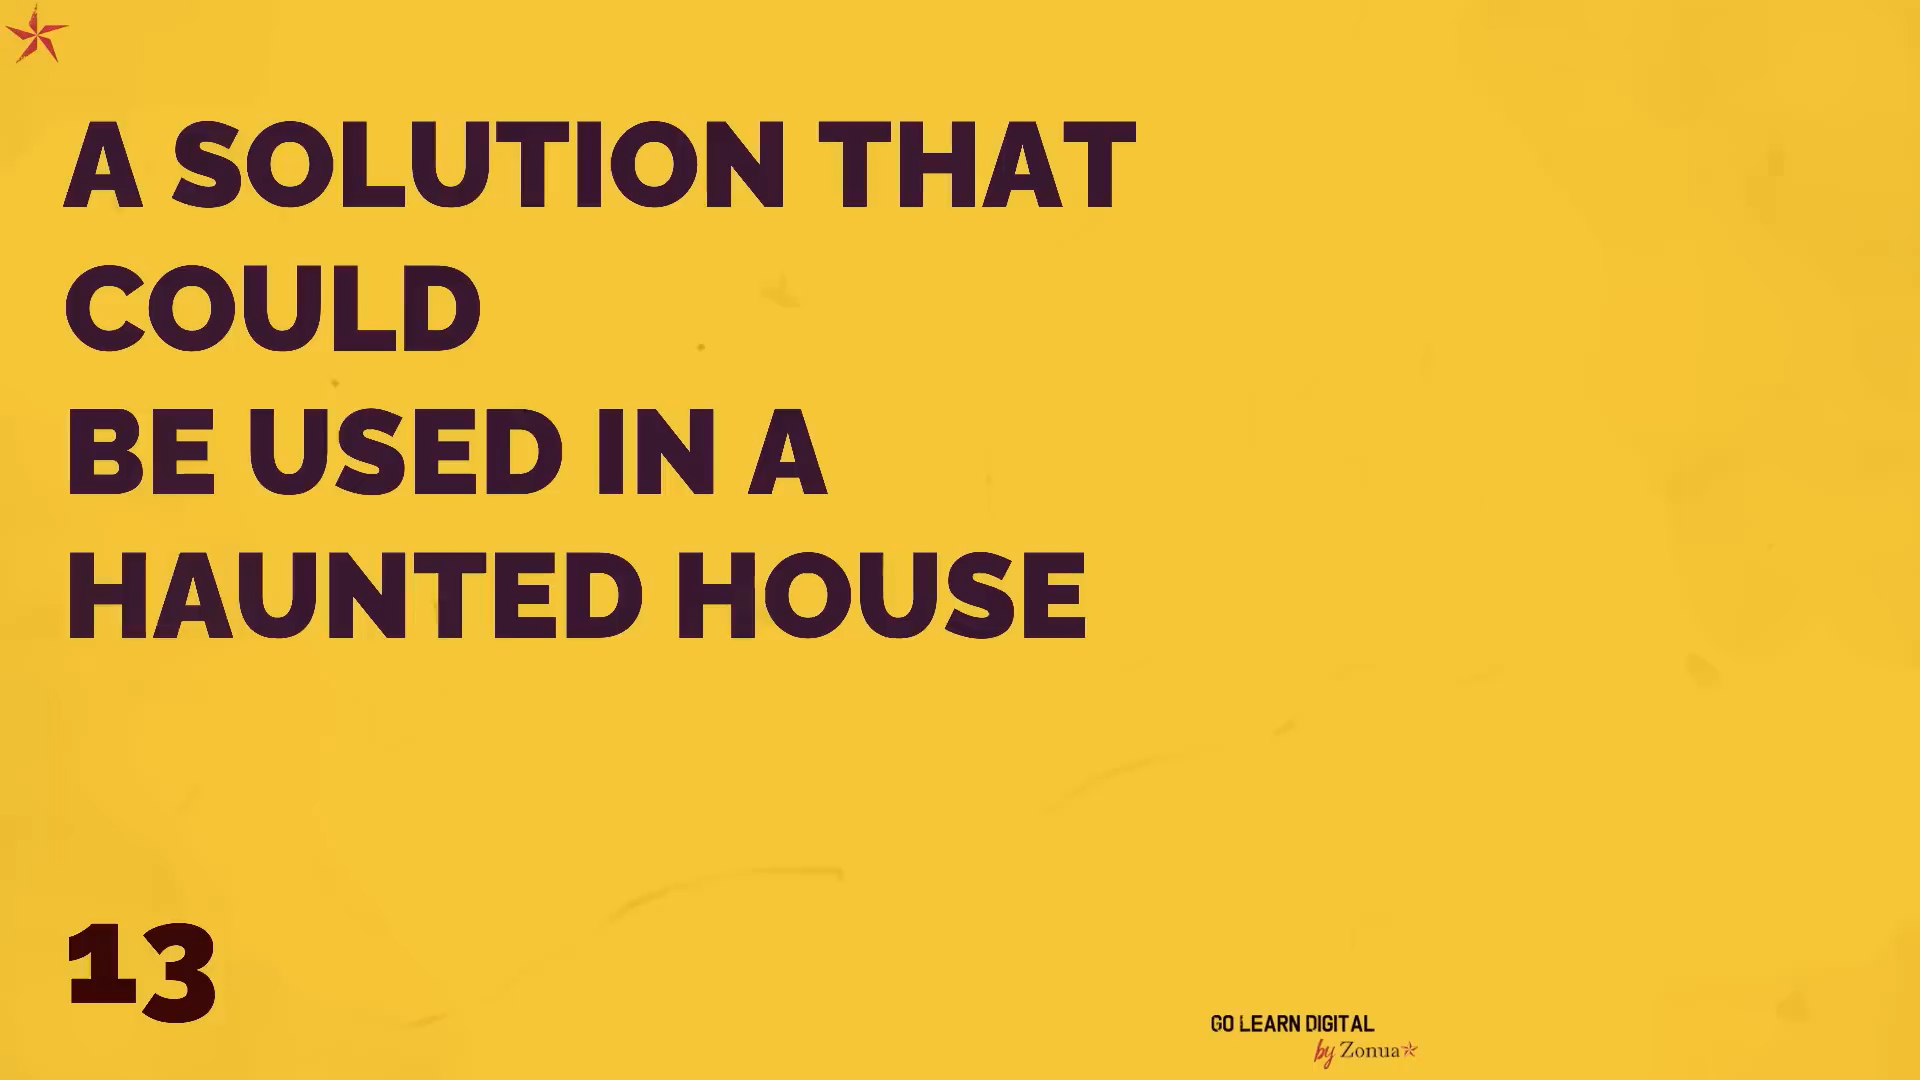 A SOLUTION THAT
COULD
BE USED IN A
HAUNTED HOUSE
13
GO LEARN DIGITAL
by Zonua